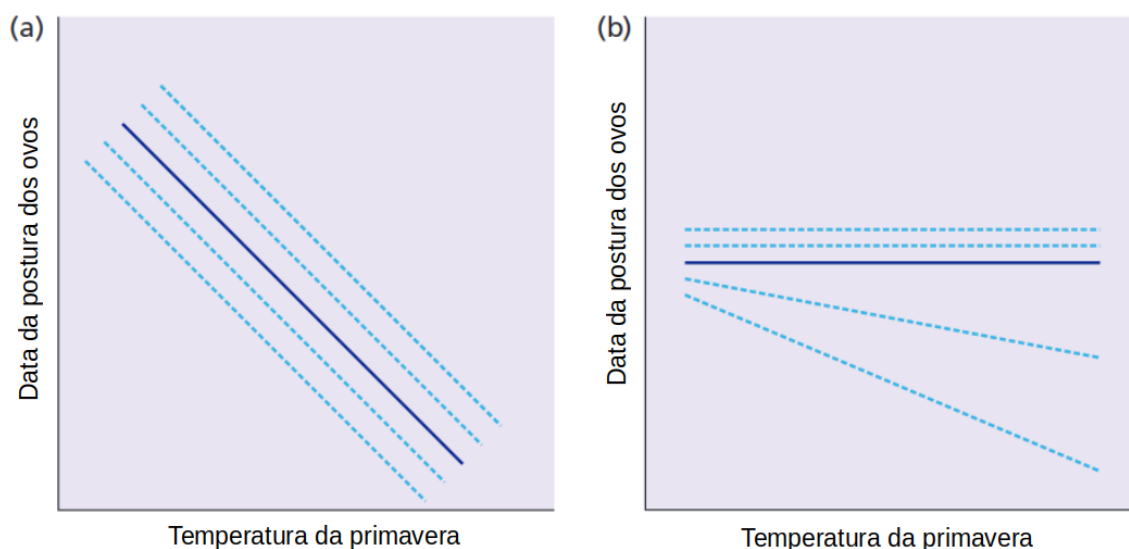 (a)
Data da postura dos ovos
Temperatura da primavera
(b)
Data da postura dos ovos
Temperatura da primavera